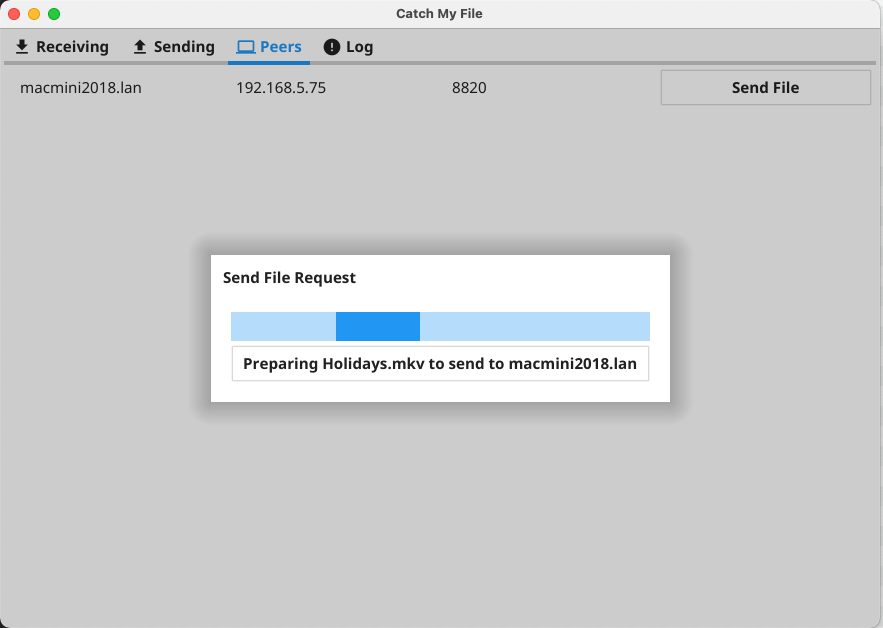 Catch My File
Receiving Sending Peers Log
macmini2018.lan 192.168.5.75 8820 Send File
Send File Request
Preparing Holidays.mkv to send to macmini2018.lan